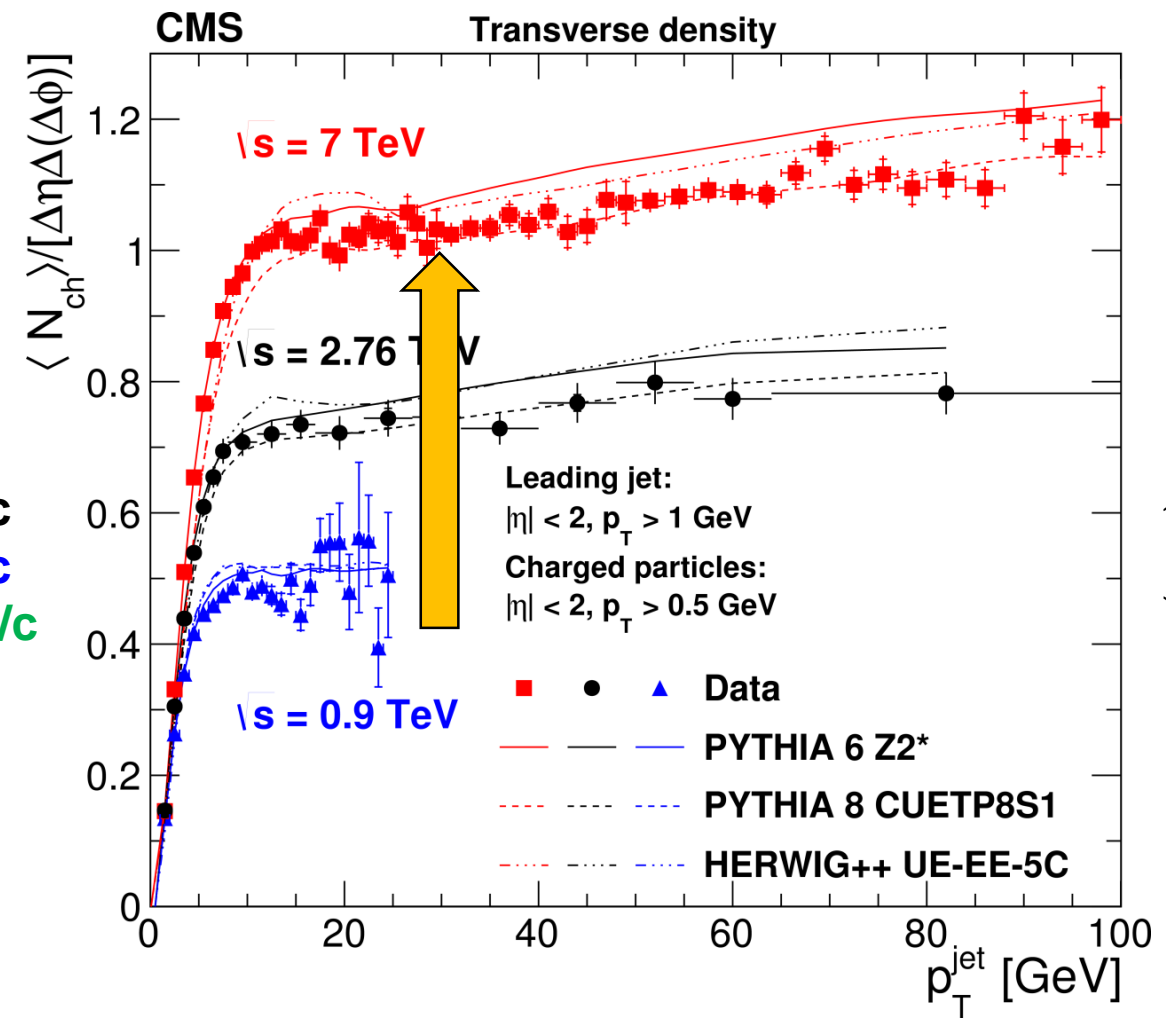 CMS
Transverse density
⟨ N_ch ⟩/[ΔηΔ(Δφ)]
1.2
1
0.8
0.6
0.4
0.2
0
√s = 7 TeV
√s = 2.76 T V
√s = 0.9 TeV
Leading jet:
|η| < 2, p_T > 1 GeV
Charged particles:
|η| < 2, p_T > 0.5 GeV
Data
PYTHIA 6 Z2*
PYTHIA 8 CUETP8S1
HERWIG++ UE-EE-5C
c
c
/c
0 20 40 60 80 100
p_T^jet [GeV]